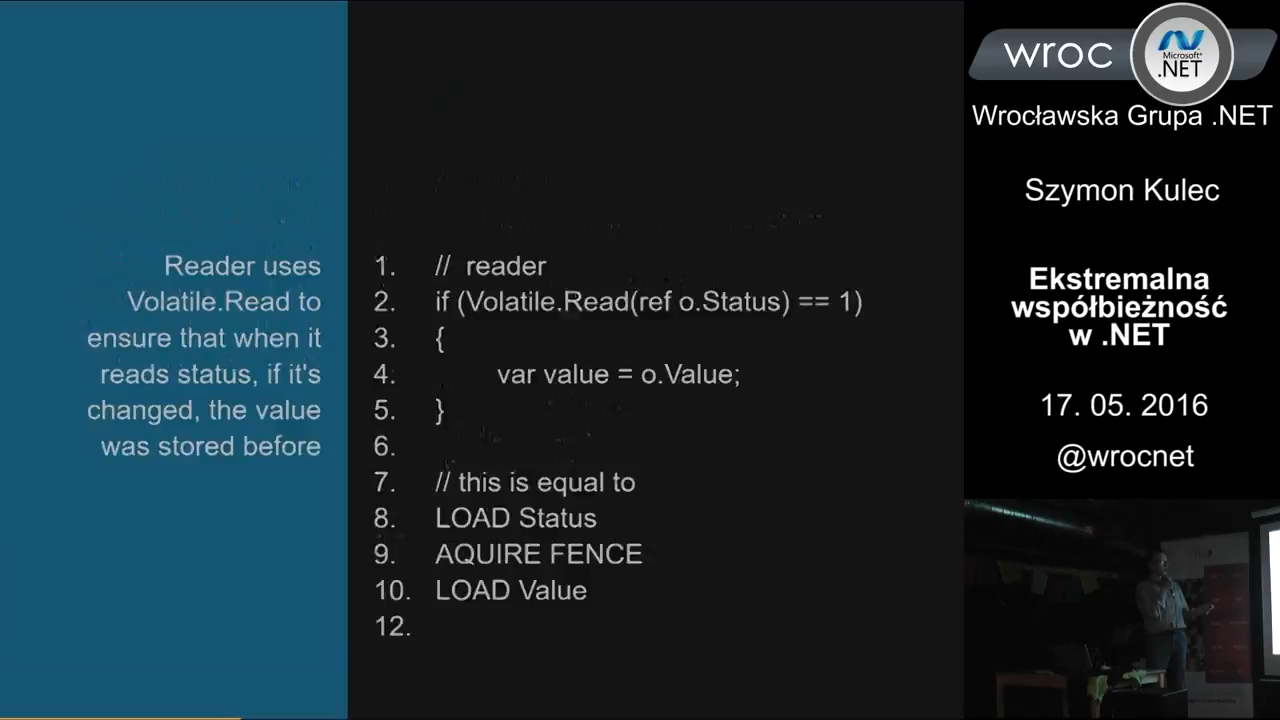 Reader uses
Volatile.Read to
ensure that when it
reads status, if it's
changed, the value
was stored before
1. // reader
2. if (Volatile.Read(ref o.Status) == 1)
3. {
4. var value = o.Value;
5. }
6.
7. // this is equal to
8. LOAD Status
9. AQUIRE FENCE
10. LOAD Value
12.
wroc
Microsoft®
.NET
Wrocławska Grupa .NET
Szymon Kulec
Ekstremalna
współbieżność
w .NET
17. 05. 2016
@wrocnet